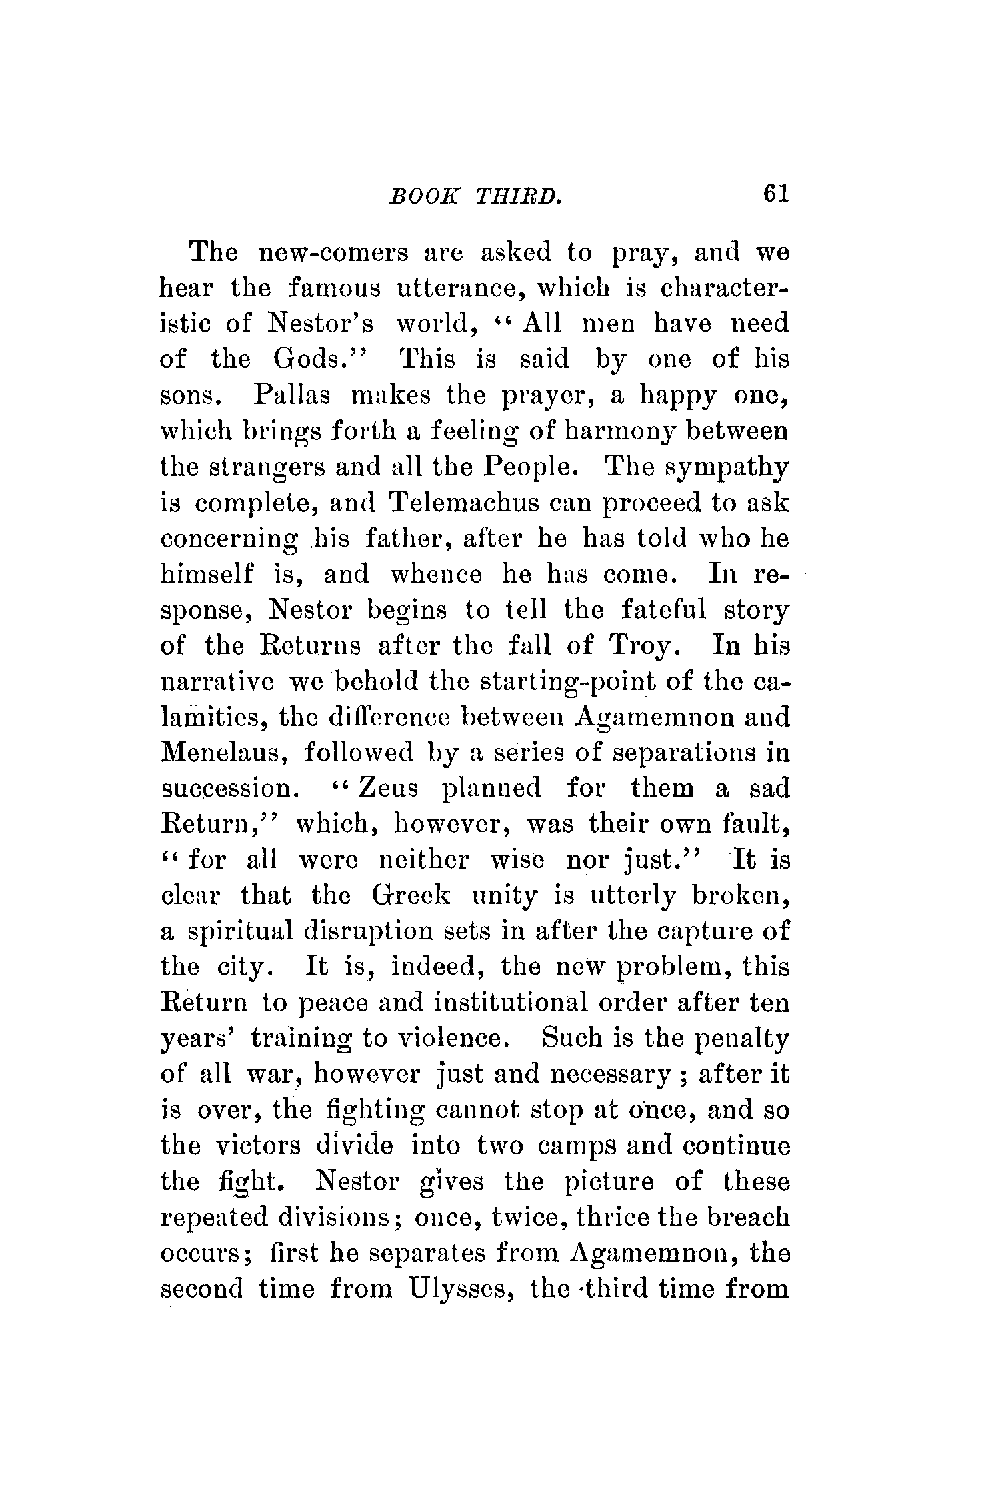 BOOK THIRD. 61
The new-comers are asked to pray, and we
hear the famous utterance, which is character-
istic of Nestor's world, “ All men have need
of the Gods.” This is said by one of his
sons. Pallas makes the prayer, a happy one,
which brings forth a feeling of harmony between
the strangers and all the People. The sympathy
is complete, and Telemachus can proceed to ask
concerning his father, after he has told who he
himself is, and whence he has come. In re-
sponse, Nestor begins to tell the fateful story
of the Returns after the fall of Troy. In his
narrative we behold the starting-point of the ca-
lamities, the difference between Agamemnon and
Menelaus, followed by a series of separations in
succession. “ Zeus planned for them a sad
Return,” which, however, was their own fault,
“ for all were neither wise nor just.” It is
clear that the Greek unity is utterly broken,
a spiritual disruption sets in after the capture of
the city. It is, indeed, the new problem, this
Return to peace and institutional order after ten
years' training to violence. Such is the penalty
of all war, however just and necessary ; after it
is over, the fighting cannot stop at once, and so
the victors divide into two camps and continue
the fight. Nestor gives the picture of these
repeated divisions; once, twice, thrice the breach
occurs; first he separates from Agamemnon, the
second time from Ulysses, the third time from